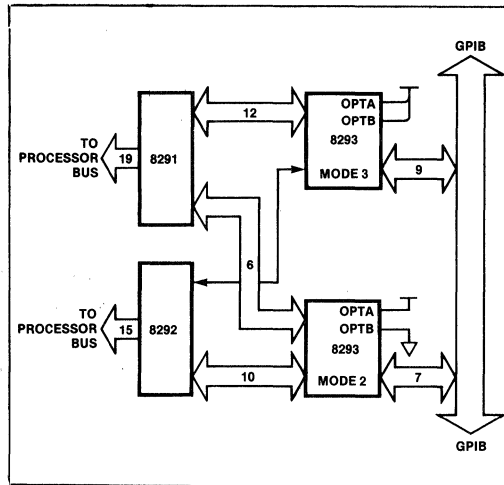 GPIB
12
OPTA
OPTB
8293
MODE 3
TO
PROCESSOR
BUS
19
8291
9
6
TO
PROCESSOR
BUS
15
8292
OPTA
OPTB
8293
MODE 2
10
7
GPIB